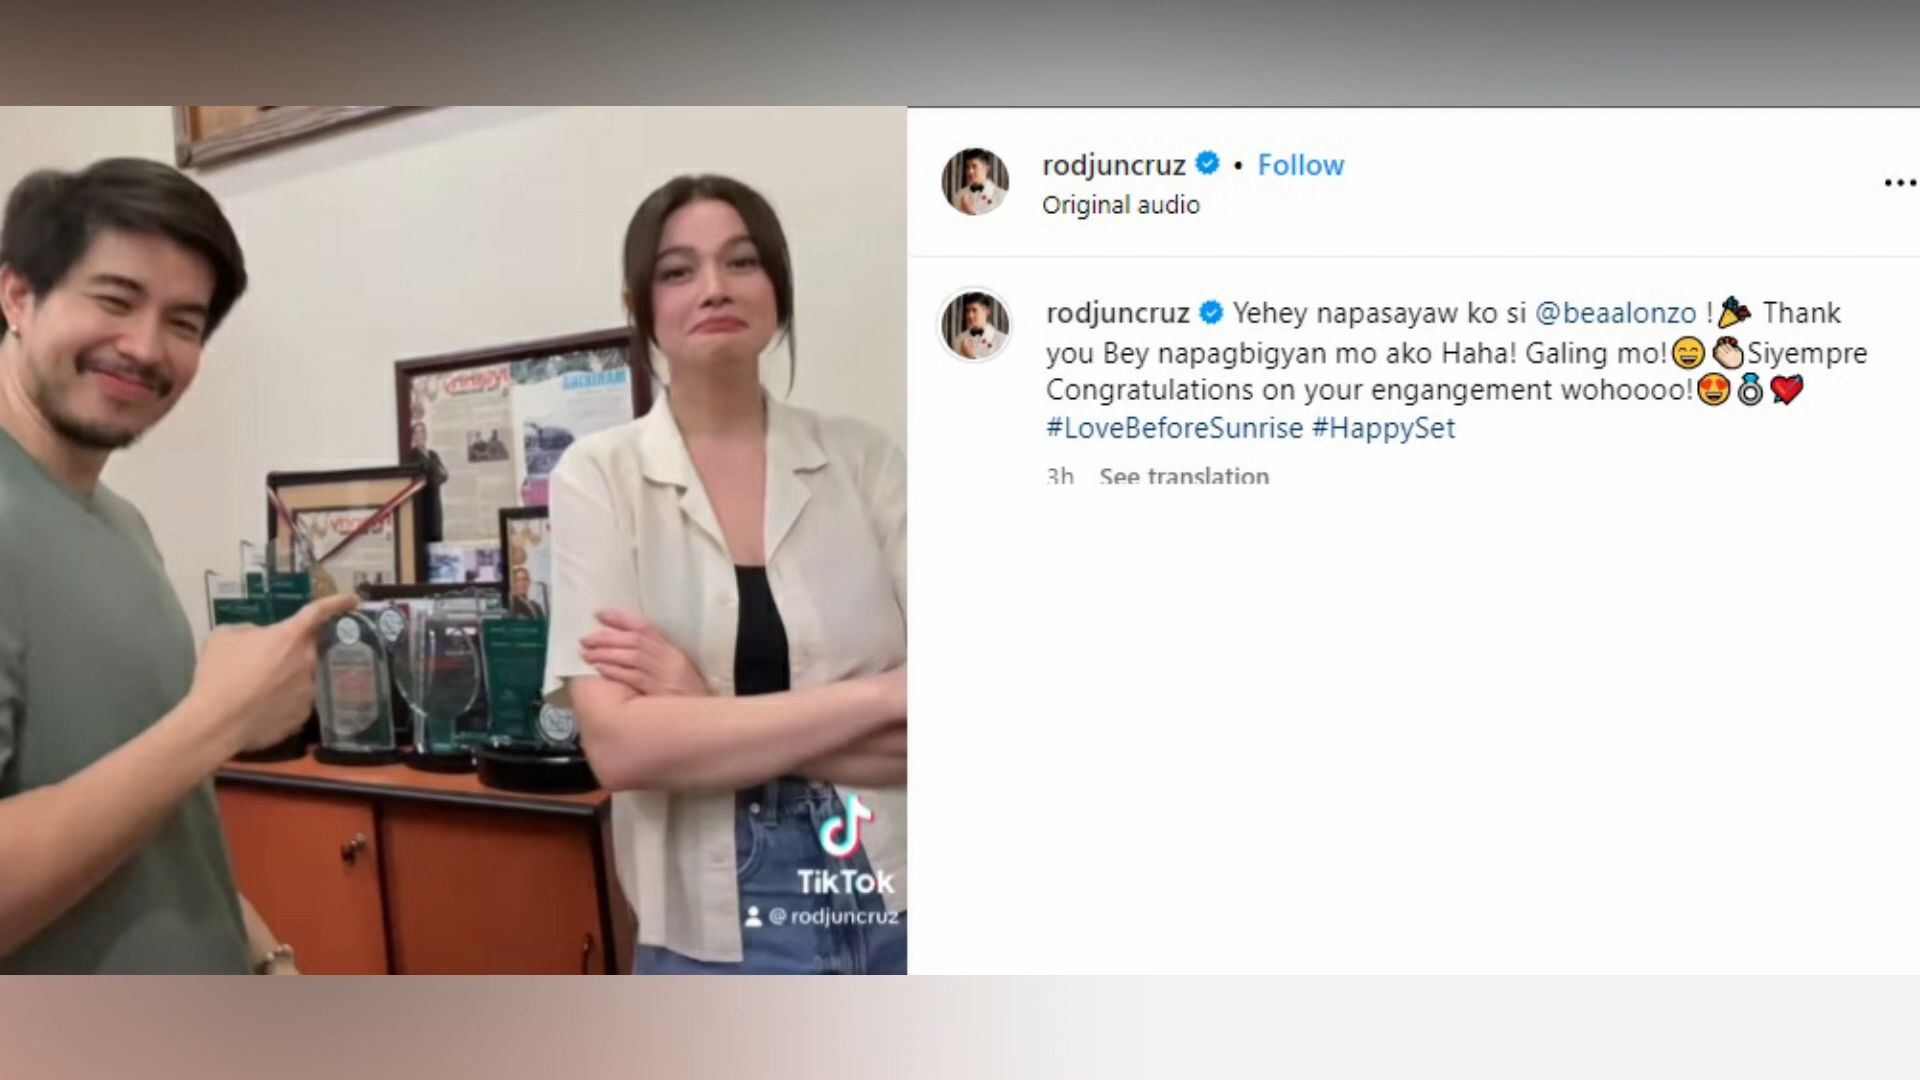 rodjuncruz • Follow
Original audio
rodjuncruz Yehey napasayaw ko si @beaalonzo !🎉 Thank
you Bey napagbigyan mo ako Haha! Galing mo!😄👏🏻Siyempre
Congratulations on your engangement wohoooo!😍💍💘
#LoveBeforeSunrise #HappySet
3h See translation
TikTok
@rodjuncruz